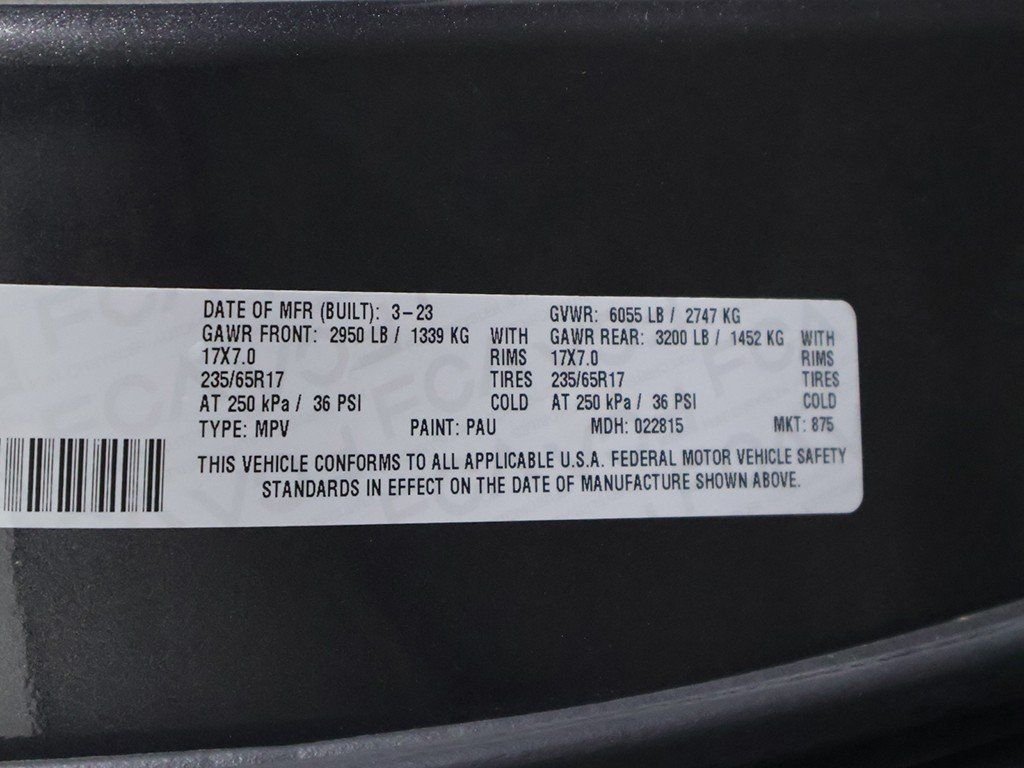 DATE OF MFR (BUILT): 3-23 GVWR: 6055 LB / 2747 KG
GAWR FRONT: 2950 LB / 1339 KG WITH GAWR REAR: 3200 LB / 1452 KG WITH
17X7.0 RIMS 17X7.0 RIMS
235/65R17 TIRES 235/65R17 TIRES
AT 250 kPa / 36 PSI COLD AT 250 kPa / 36 PSI COLD
TYPE: MPV PAINT: PAU MDH: 022815 MKT: 875
THIS VEHICLE CONFORMS TO ALL APPLICABLE U.S.A. FEDERAL MOTOR VEHICLE SAFETY
STANDARDS IN EFFECT ON THE DATE OF MANUFACTURE SHOWN ABOVE.